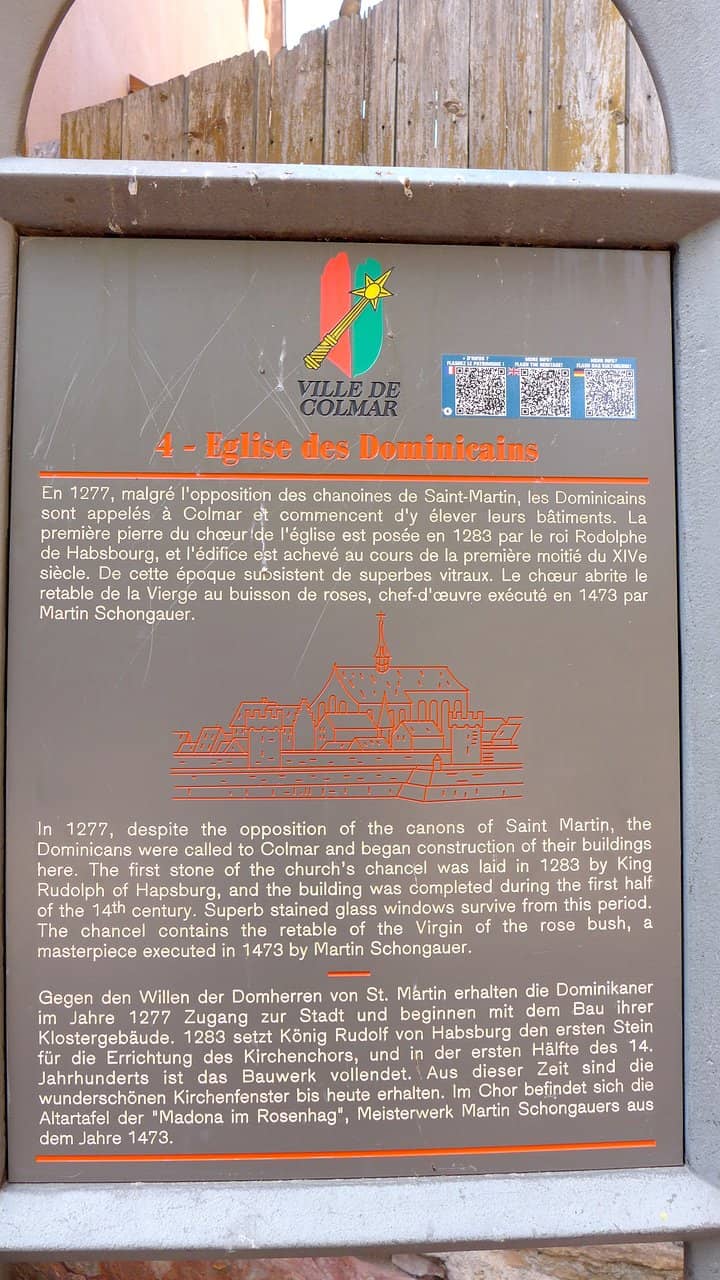 VILLE DE
COLMAR
+ D'INFOS ?
FLASHEZ LE PATRIMOINE !
MORE INFO?
FLASH THE HERITAGE!
MEHR INFO?
4 - Eglise des Dominicains
En 1277, malgré l'opposition des chanoines de Saint-Martin, les Dominicains
sont appelés à Colmar et commencent d'y élever leurs bâtiments. La
première pierre du chœur de l'église est posée en 1283 par le roi Rodolphe
de Habsbourg, et l'édifice est achevé au cours de la première moitié du XIVe
siècle. De cette époque subsistent de superbes vitraux. Le chœur abrite le
retable de la Vierge au buisson de roses, chef-d'œuvre exécuté en 1473 par
Martin Schongauer.
In 1277, despite the opposition of the canons of Saint Martin, the
Dominicans were called to Colmar and began construction of their buildings
here. The first stone of the church's chancel was laid in 1283 by King
Rudolph of Hapsburg, and the building was completed during the first half
of the 14th century. Superb stained glass windows survive from this period.
The chancel contains the retable of the Virgin of the rose bush, a
masterpiece executed in 1473 by Martin Schongauer.
Gegen den Willen der Domherren von St. Martin erhalten die Dominikaner
im Jahre 1277 Zugang zur Stadt und beginnen mit dem Bau ihrer
Klostergebäude. 1283 setzt König Rudolf von Habsburg den ersten Stein
für die Errichtung des Kirchenchors, und in der ersten Hälfte des 14.
Jahrhunderts ist das Bauwerk vollendet. Aus dieser Zeit sind die
wunderschönen Kirchenfenster bis heute erhalten. Im Chor befindet sich die
Altartafel der "Madona im Rosenhag", Meisterwerk Martin Schongauers aus
dem Jahre 1473.